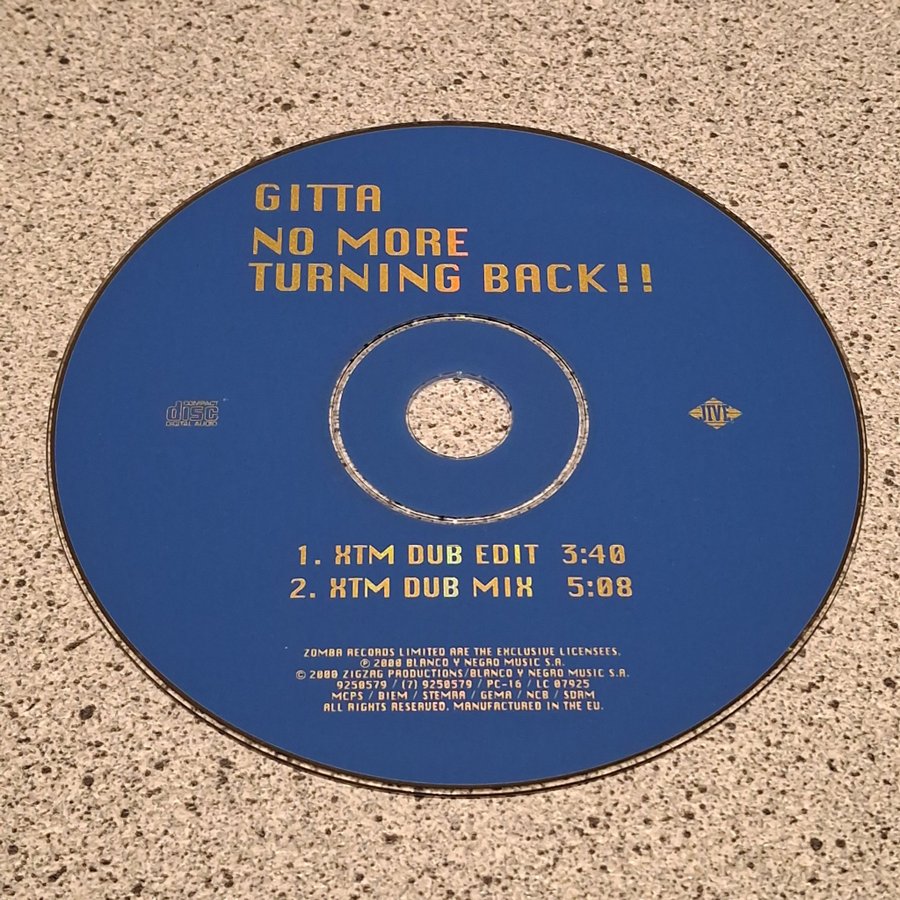 GITTA
NO MORE
TURNING BACK!!
COMPACT
disc
DIGITAL AUDIO
JIVE
1. XTM DUB EDIT 3:40
2. XTM DUB MIX 5:08
ZOMBA RECORDS LIMITED ARE THE EXCLUSIVE LICENSEES.
℗ 2000 BLANCO Y NEGRO MUSIC S.A.
© 2000 ZIGZAG PRODUCTIONS/BLANCO Y NEGRO MUSIC S.A.
9250579 / (7) 9250579 / PC-16 / LC 07925
MCPS / BIEM / STEMRA / GEMA / NCB / SDRM
ALL RIGHTS RESERVED. MANUFACTURED IN THE EU.